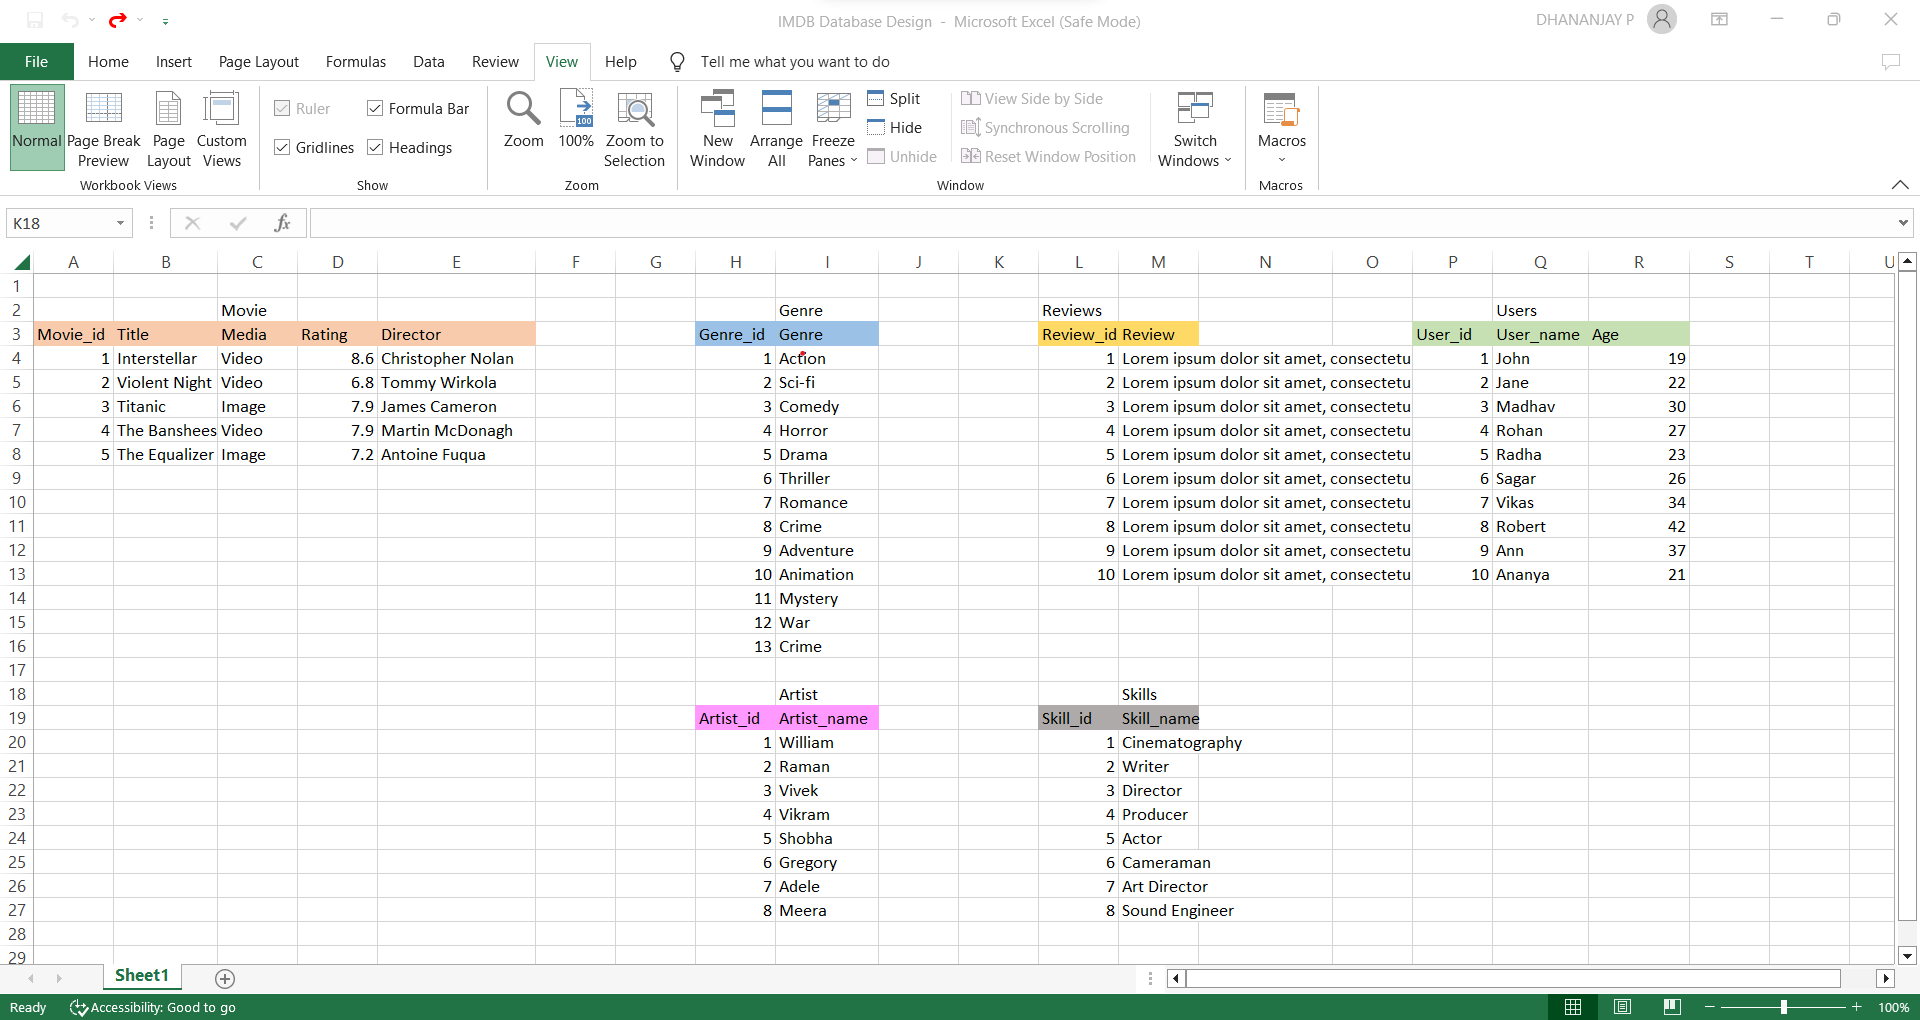 IMDB Database Design - Microsoft Excel (Safe Mode)
DHANANJAY P
File Home Insert Page Layout Formulas Data Review View Help Tell me what you want to do
Normal
Page Break Preview
Page Layout
Custom Views
Workbook Views
Ruler
Formula Bar
Gridlines
Headings
Show
Zoom
100
100%
Zoom to Selection
Zoom
New Window
Arrange All
Freeze Panes
Split
Hide
Unhide
View Side by Side
Synchronous Scrolling
Reset Window Position
Switch Windows
Window
Macros
Macros
K18
fx
A B C D E F G H I J K L M N O P Q R S T U
1
2 Movie Genre Reviews Users
3 Movie_id Title Media Rating Director Genre_id Genre Review_id Review User_id User_name Age
4 1 Interstellar Video 8.6 Christopher Nolan 1 Action 1 Lorem ipsum dolor sit amet, consectetu 1 John 19
5 2 Violent Night Video 6.8 Tommy Wirkola 2 Sci-fi 2 Lorem ipsum dolor sit amet, consectetu 2 Jane 22
6 3 Titanic Image 7.9 James Cameron 3 Comedy 3 Lorem ipsum dolor sit amet, consectetu 3 Madhav 30
7 4 The Banshees Video 7.9 Martin McDonagh 4 Horror 4 Lorem ipsum dolor sit amet, consectetu 4 Rohan 27
8 5 The Equalizer Image 7.2 Antoine Fuqua 5 Drama 5 Lorem ipsum dolor sit amet, consectetu 5 Radha 23
9 6 Thriller 6 Lorem ipsum dolor sit amet, consectetu 6 Sagar 26
10 7 Romance 7 Lorem ipsum dolor sit amet, consectetu 7 Vikas 34
11 8 Crime 8 Lorem ipsum dolor sit amet, consectetu 8 Robert 42
12 9 Adventure 9 Lorem ipsum dolor sit amet, consectetu 9 Ann 37
13 10 Animation 10 Lorem ipsum dolor sit amet, consectetu 10 Ananya 21
14 11 Mystery
15 12 War
16 13 Crime
17
18 Artist Skills
19 Artist_id Artist_name Skill_id Skill_name
20 1 William 1 Cinematography
21 2 Raman 2 Writer
22 3 Vivek 3 Director
23 4 Vikram 4 Producer
24 5 Shobha 5 Actor
25 6 Gregory 6 Cameraman
26 7 Adele 7 Art Director
27 8 Meera 8 Sound Engineer
28
29
Sheet1
Ready Accessibility: Good to go 100%